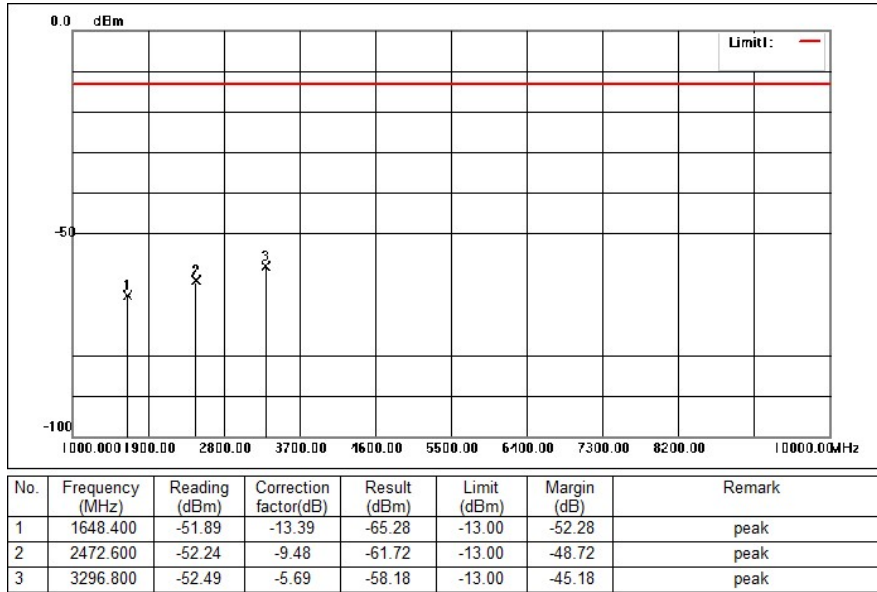 0.0 dBm
Limit1:
-50
3
2
1
-100
1000.000 1900.00 2800.00 3700.00 4600.00 5500.00 6400.00 7300.00 8200.00 10000.00 MHz
No. Frequency (MHz) Reading (dBm) Correction factor(dB) Result (dBm) Limit (dBm) Margin (dB) Remark
1 1648.400 -51.89 -13.39 -65.28 -13.00 -52.28 peak
2 2472.600 -52.24 -9.48 -61.72 -13.00 -48.72 peak
3 3296.800 -52.49 -5.69 -58.18 -13.00 -45.18 peak